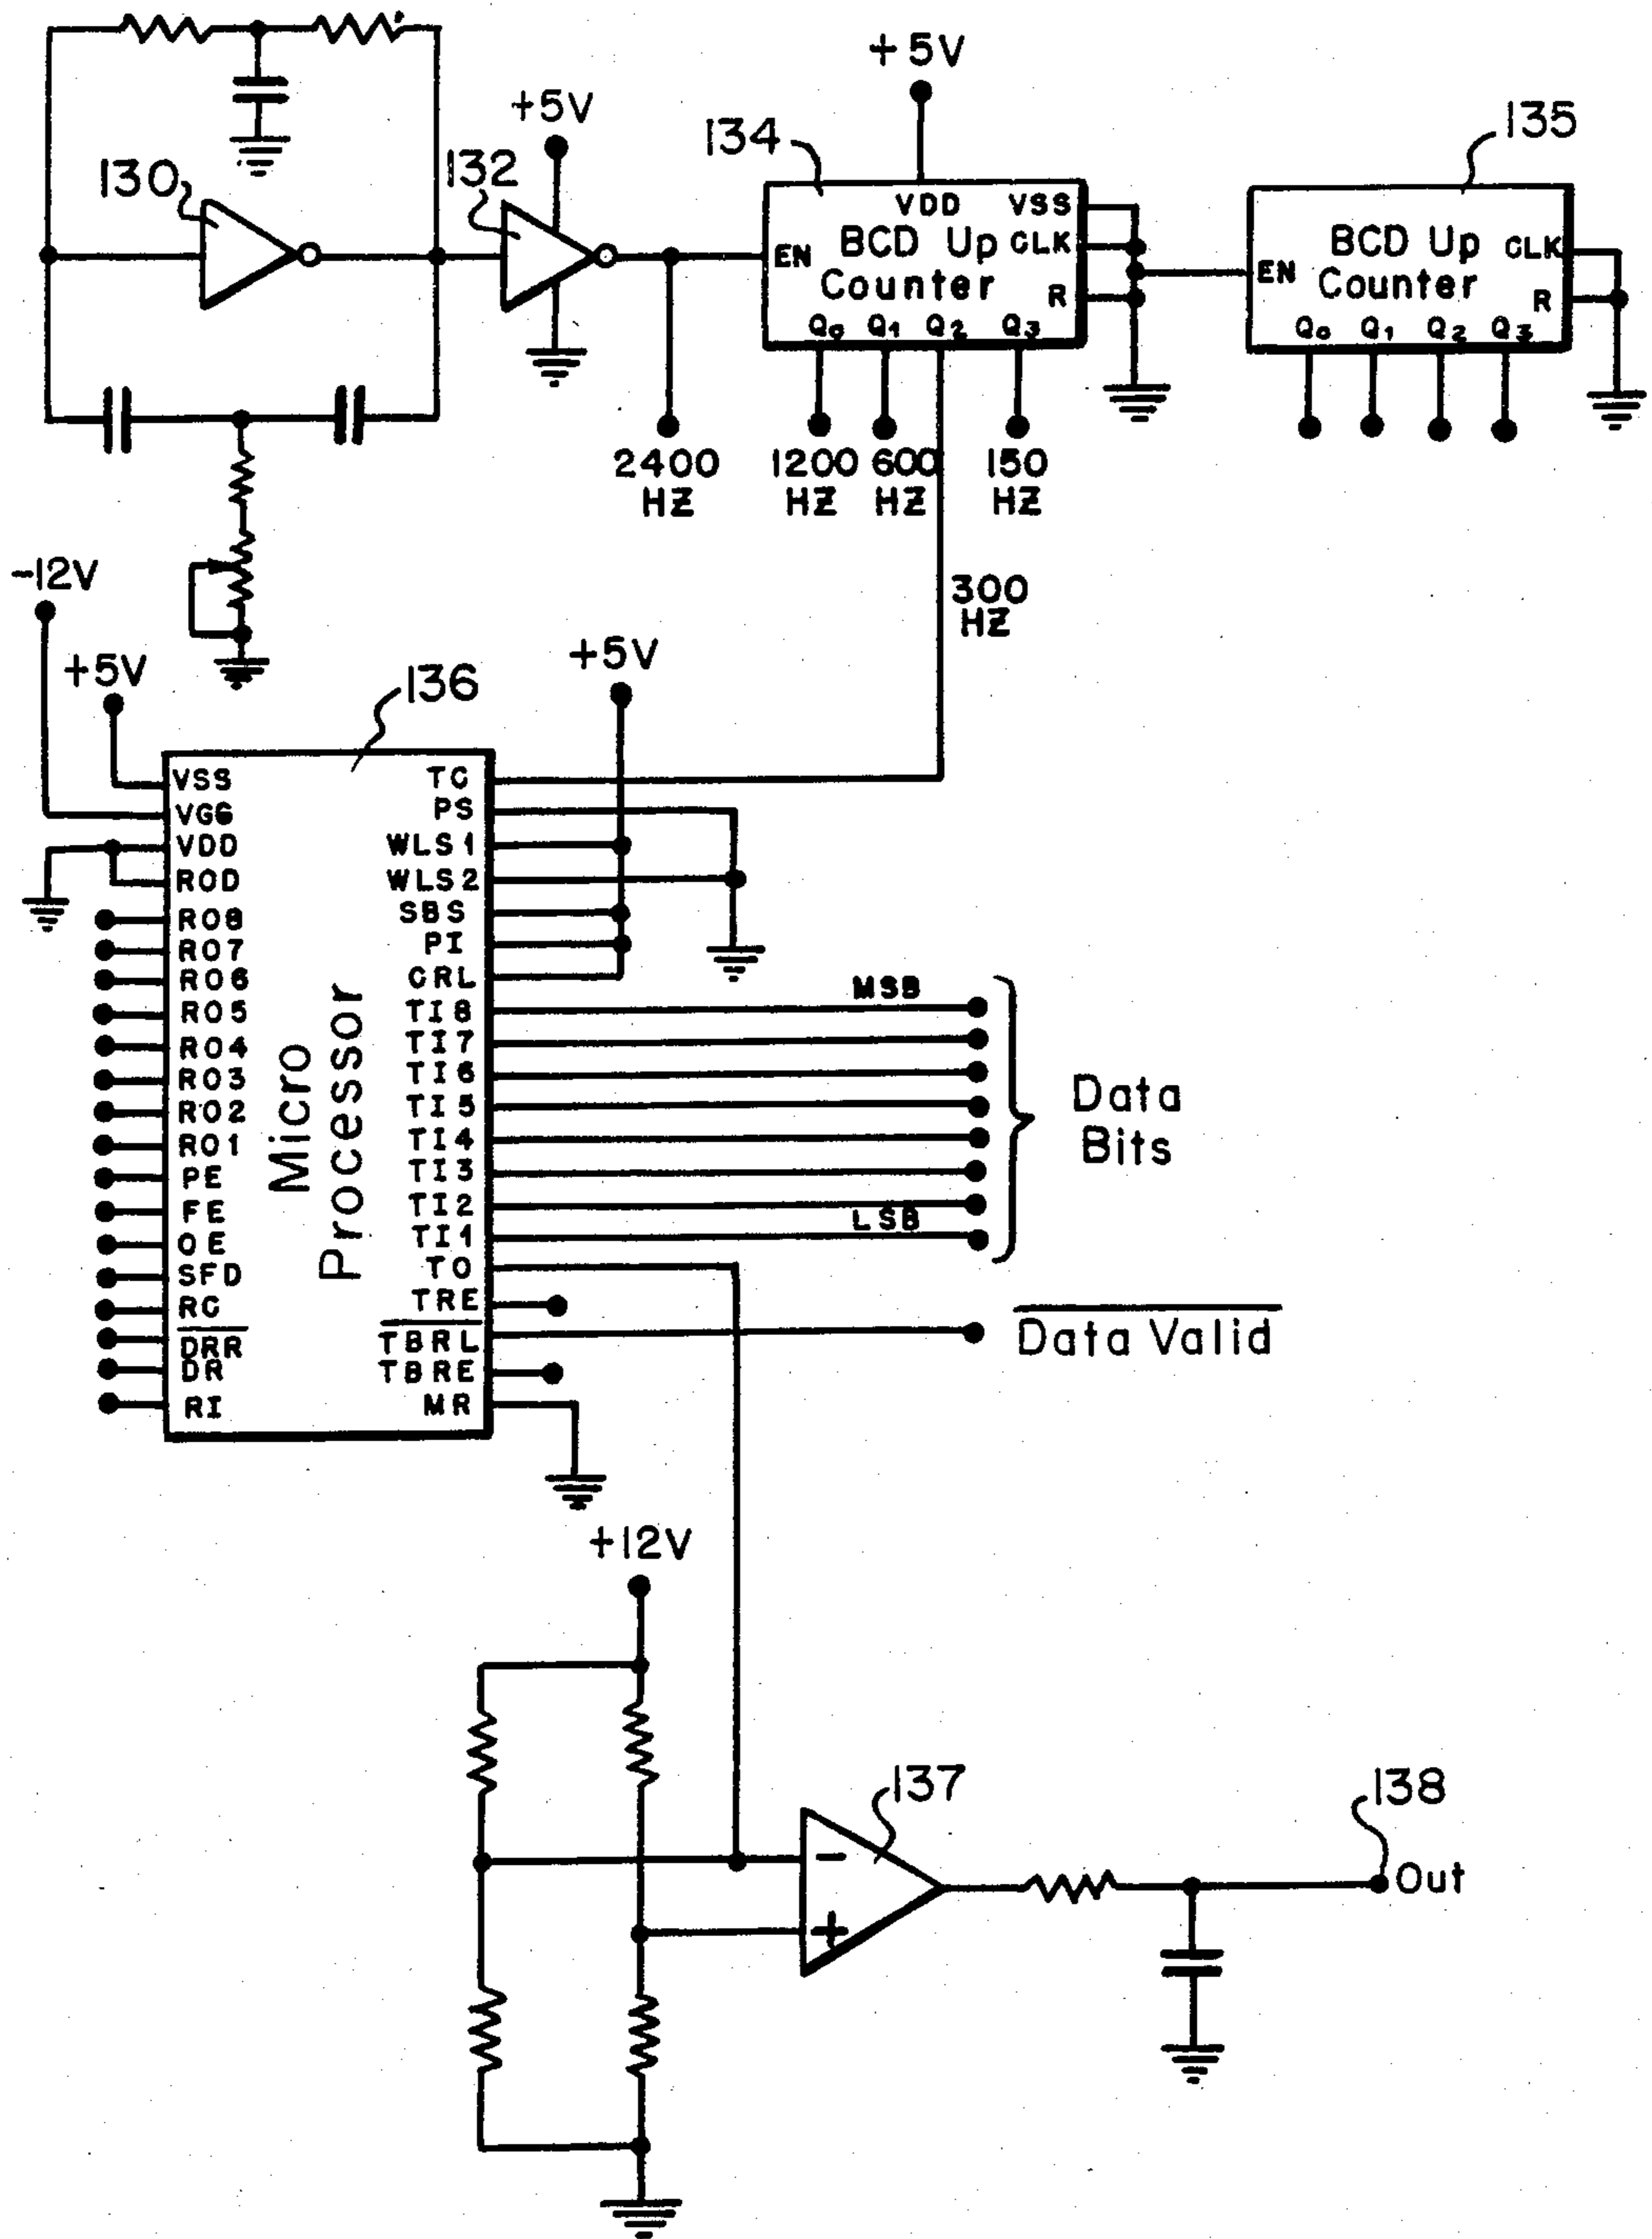 +5V
134
135
+5V
130
132
VDD VSS
BCD Up CLK
EN
Counter
R
Q0 Q1 Q2 Q3
BCD Up CLK
EN
Counter
R
Q0 Q1 Q2 Q3
2400
HZ
1200
HZ
600
HZ
150
HZ
300
HZ
-12V
+5V
136
+5V
VSS
VGG
VDD
ROD
RO8
RO7
RO6
RO5
RO4
RO3
RO2
RO1
PE
FE
OE
SFD
RC
DRR
DR
RI
Micro
Processor
TC
PS
WLS1
WLS2
SBS
PI
CRL
TI8
TI7
TI6
TI5
TI4
TI3
TI2
TI1
TO
TRE
TBRL
TBRE
MR
MSB
LSB
Data
Bits
Data Valid
+12V
137
138
-
+
Out